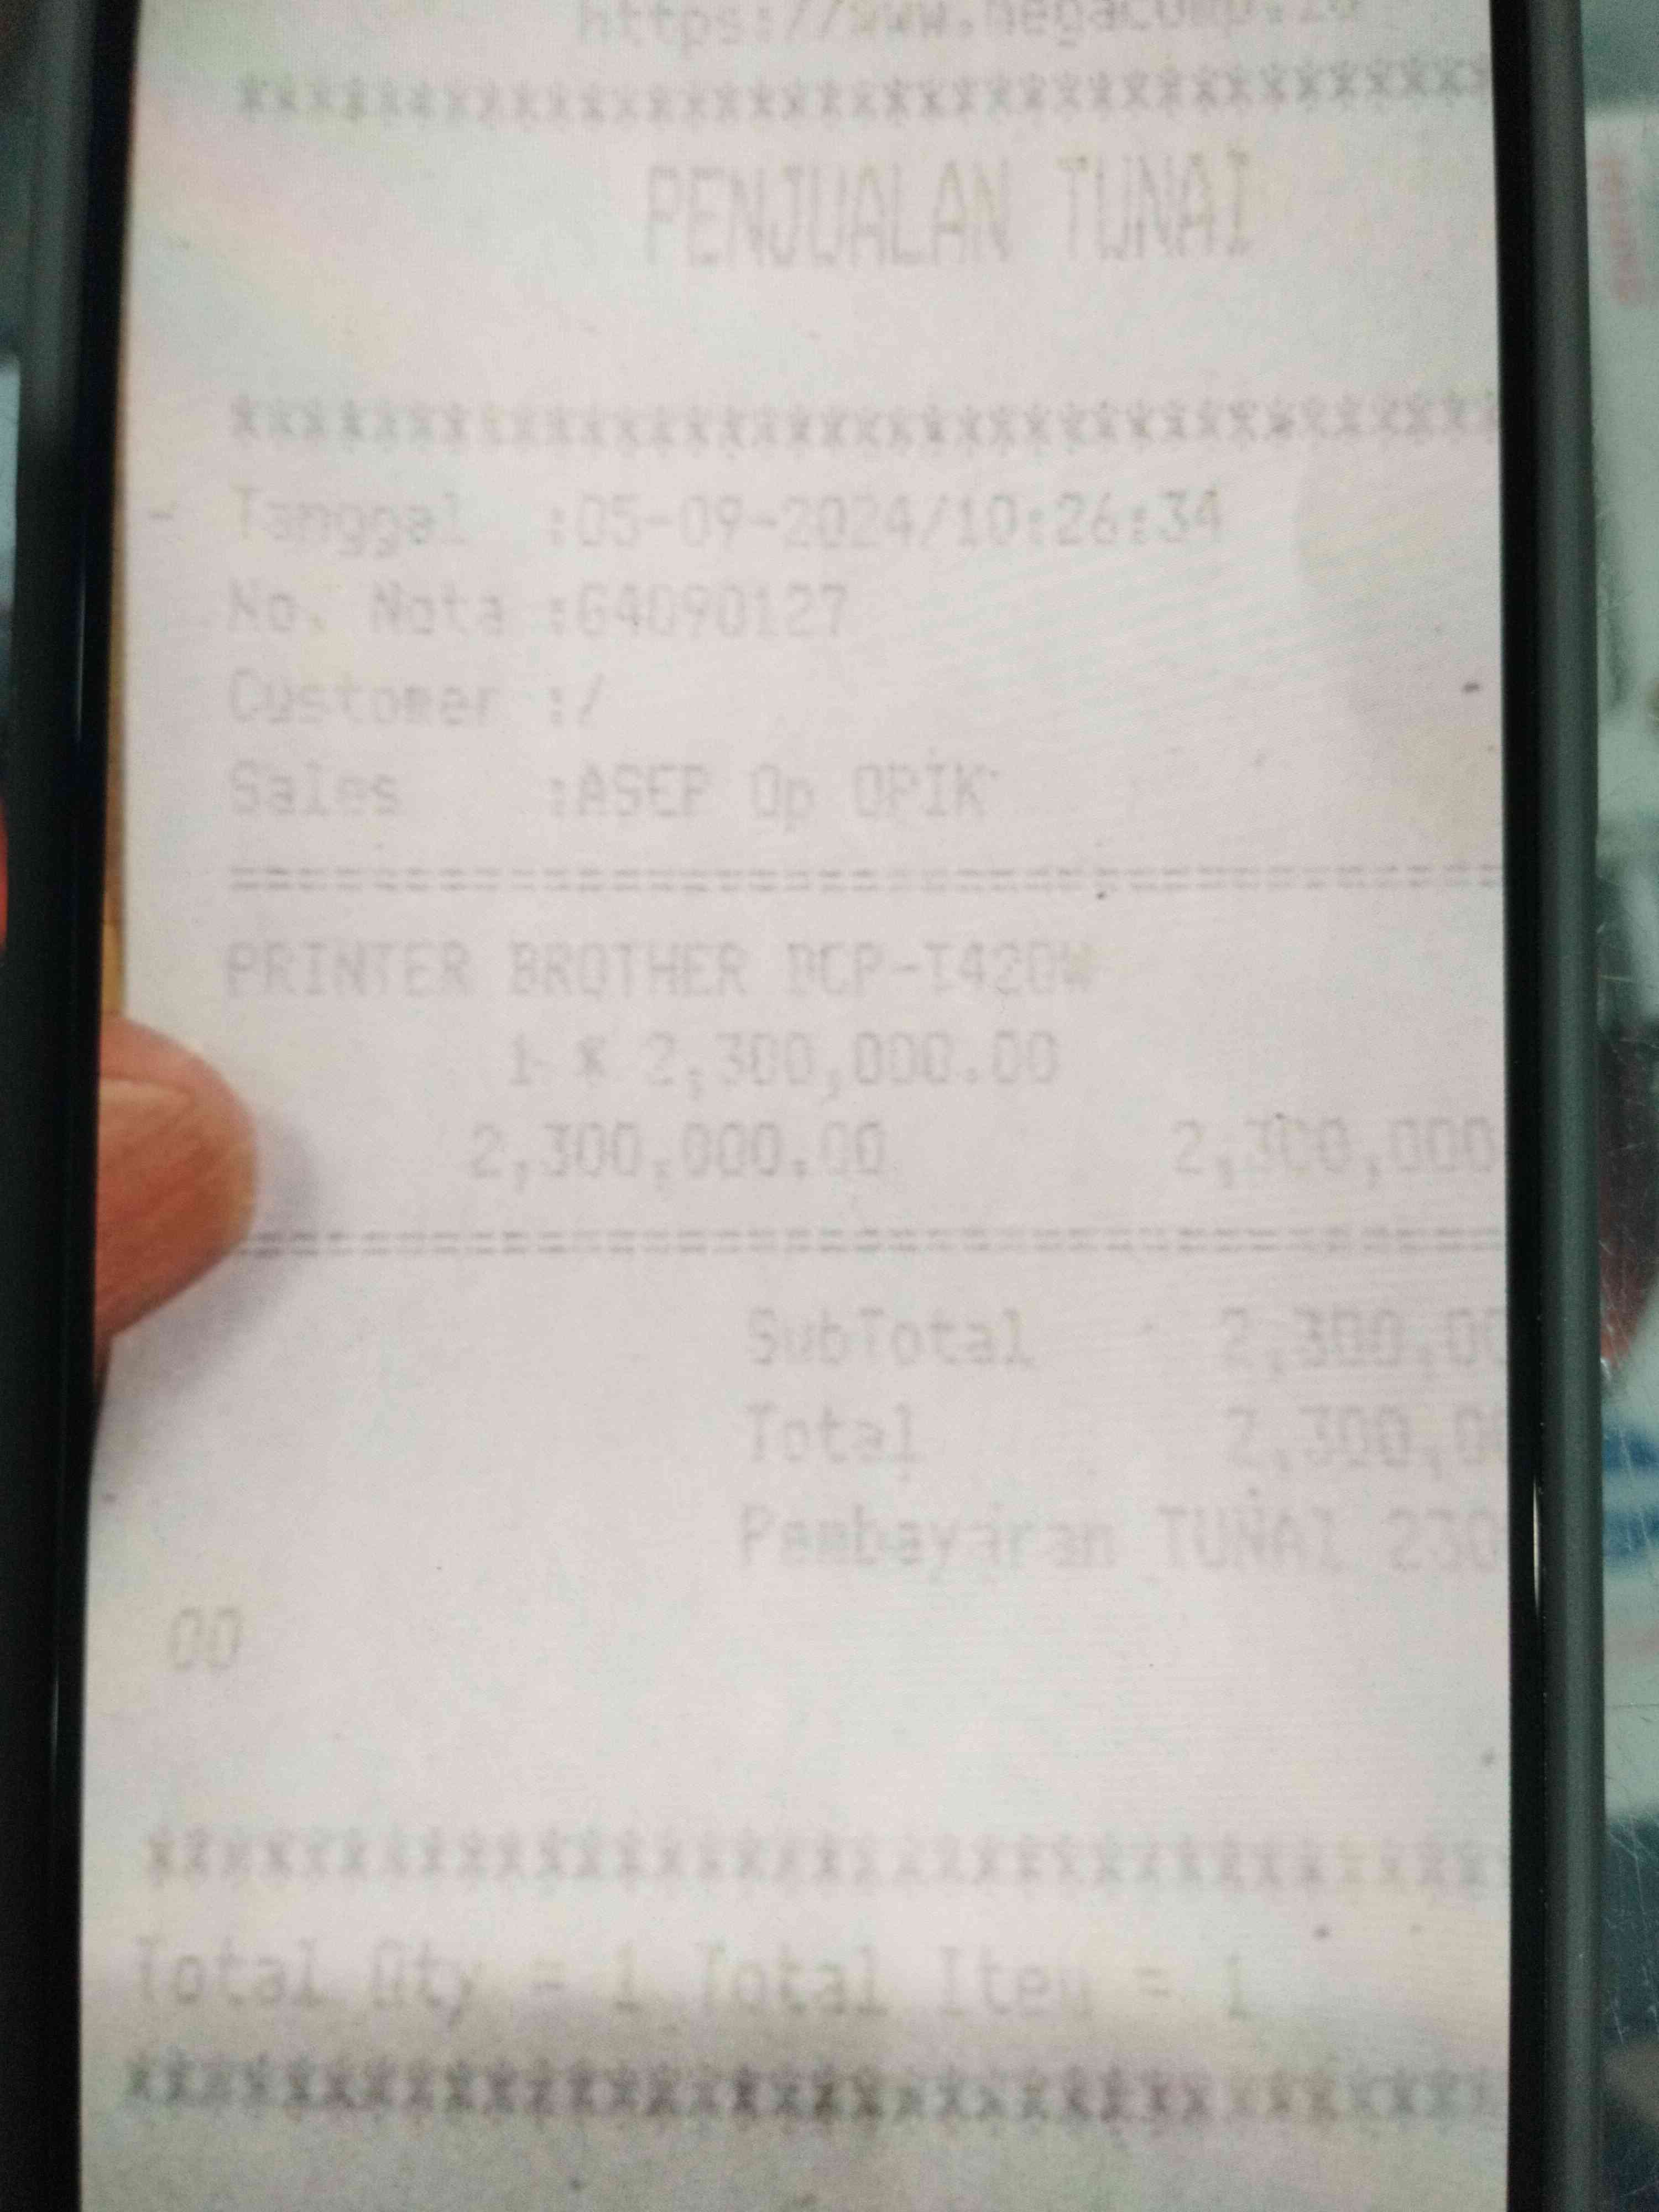 *************************************
PENJUALAN TUNAI
*************************************
Tanggal :05-09-2024/10:26:34
No. Nota :G4090127
Customer :/
Sales :ASEP Op OPIK
=====================================
PRINTER BROTHER DCP-T420W
1 * 2,300,000.00
2,300,000.00 2,300,000
=====================================
SubTotal 2,300,00
Total 2,300,00
Pembayaran TUNAI 230
00
*************************************
Total Qty = 1 Total Item = 1
*************************************